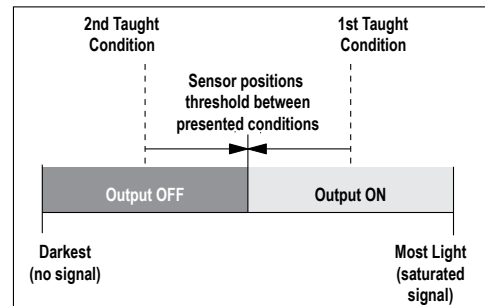 2nd Taught
Condition
1st Taught
Condition
Sensor positions
threshold between
presented conditions
Output OFF
Output ON
Darkest
(no signal)
Most Light
(saturated
signal)